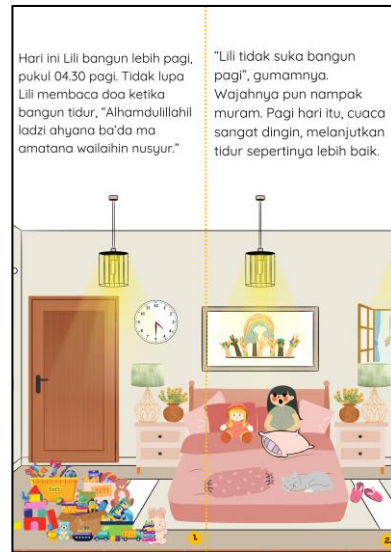 Hari ini Lili bangun lebih pagi,
pukul 04.30 pagi. Tidak lupa
Lili membaca doa ketika
bangun tidur, “Alhamdulillahil
ladzi ahyana ba’da ma
amatana wailaihin nusyur.”
“Lili tidak suka bangun
pagi”, gumamnya.
Wajahnya pun nampak
muram. Pagi hari itu, cuaca
sangat dingin, melanjutkan
tidur sepertinya lebih baik.
1.
2.